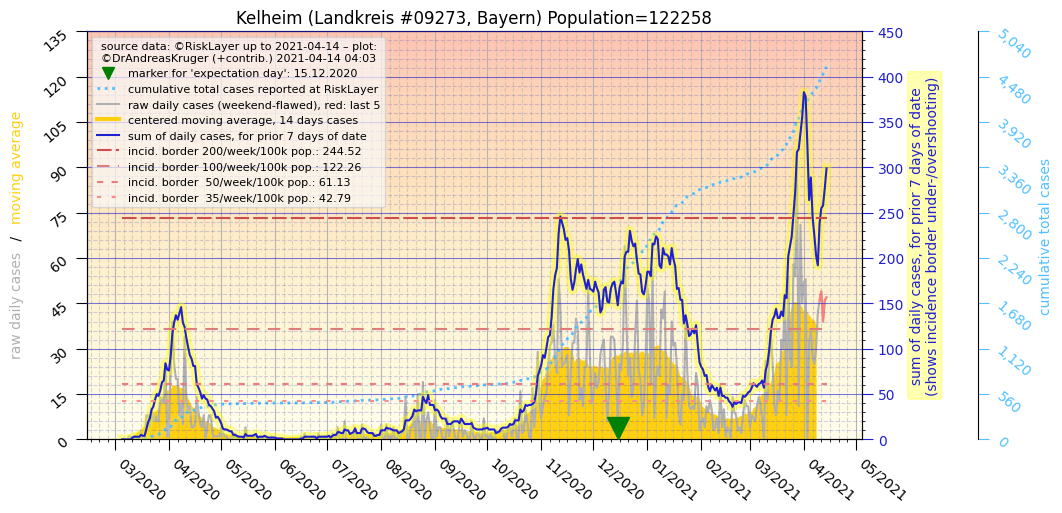 Kelheim (Landkreis #09273, Bayern) Population=122258
source data: ©RiskLayer up to 2021-04-14 – plot:
©DrAndreasKruger (+contrib.) 2021-04-14 04:03
marker for 'expectation day': 15.12.2020
cumulative total cases reported at RiskLayer
raw daily cases (weekend-flawed), red: last 5
centered moving average, 14 days cases
sum of daily cases, for prior 7 days of date
incid. border 200/week/100k pop.: 244.52
incid. border 100/week/100k pop.: 122.26
incid. border  50/week/100k pop.: 61.13
incid. border  35/week/100k pop.: 42.79
raw daily cases  /  moving average
135
120
105
90
75
60
45
30
15
0
03/2020
04/2020
05/2020
06/2020
07/2020
08/2020
09/2020
10/2020
11/2020
12/2020
01/2021
02/2021
03/2021
04/2021
05/2021
450
400
350
300
250
200
150
100
50
0
sum of daily cases, for prior 7 days of date
(shows incidence border under-/overshooting)
5,040
4,480
3,920
3,360
2,800
2,240
1,680
1,120
560
0
cumulative total cases